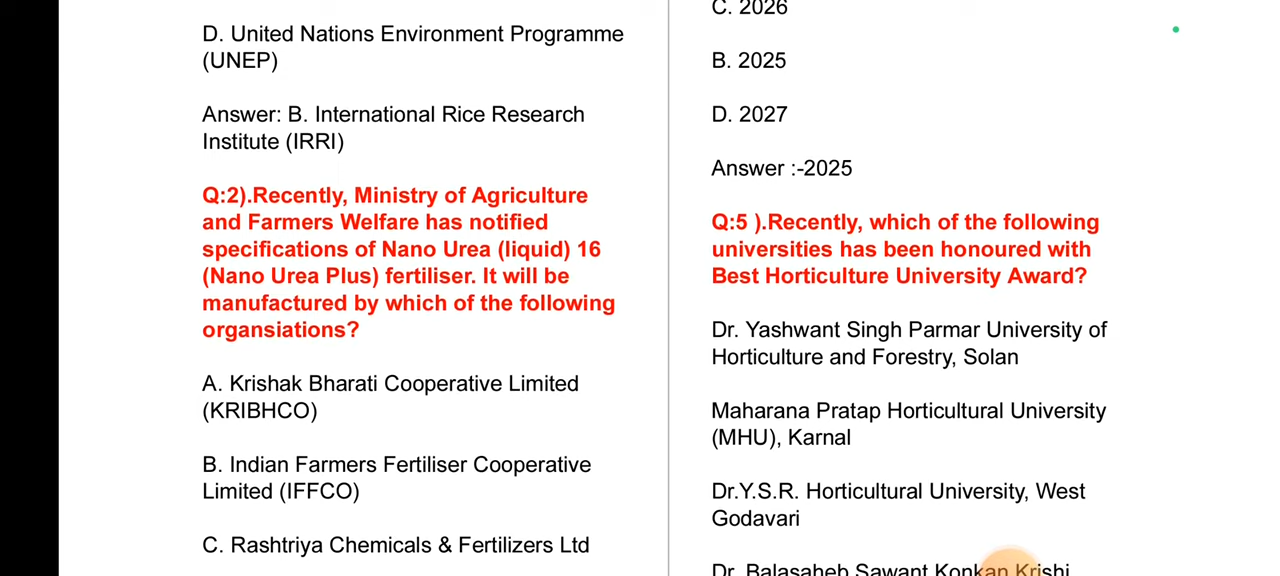 D. United Nations Environment Programme
(UNEP)
Answer: B. International Rice Research
Institute (IRRI)
Q:2).Recently, Ministry of Agriculture
and Farmers Welfare has notified
specifications of Nano Urea (liquid) 16
(Nano Urea Plus) fertiliser. It will be
manufactured by which of the following
organsiations?
A. Krishak Bharati Cooperative Limited
(KRIBHCO)
B. Indian Farmers Fertiliser Cooperative
Limited (IFFCO)
C. Rashtriya Chemicals & Fertilizers Ltd
C. 2026
B. 2025
D. 2027
Answer :-2025
Q:5 ).Recently, which of the following
universities has been honoured with
Best Horticulture University Award?
Dr. Yashwant Singh Parmar University of
Horticulture and Forestry, Solan
Maharana Pratap Horticultural University
(MHU), Karnal
Dr.Y.S.R. Horticultural University, West
Godavari
Dr. Balasaheb Sawant Konkan Krishi